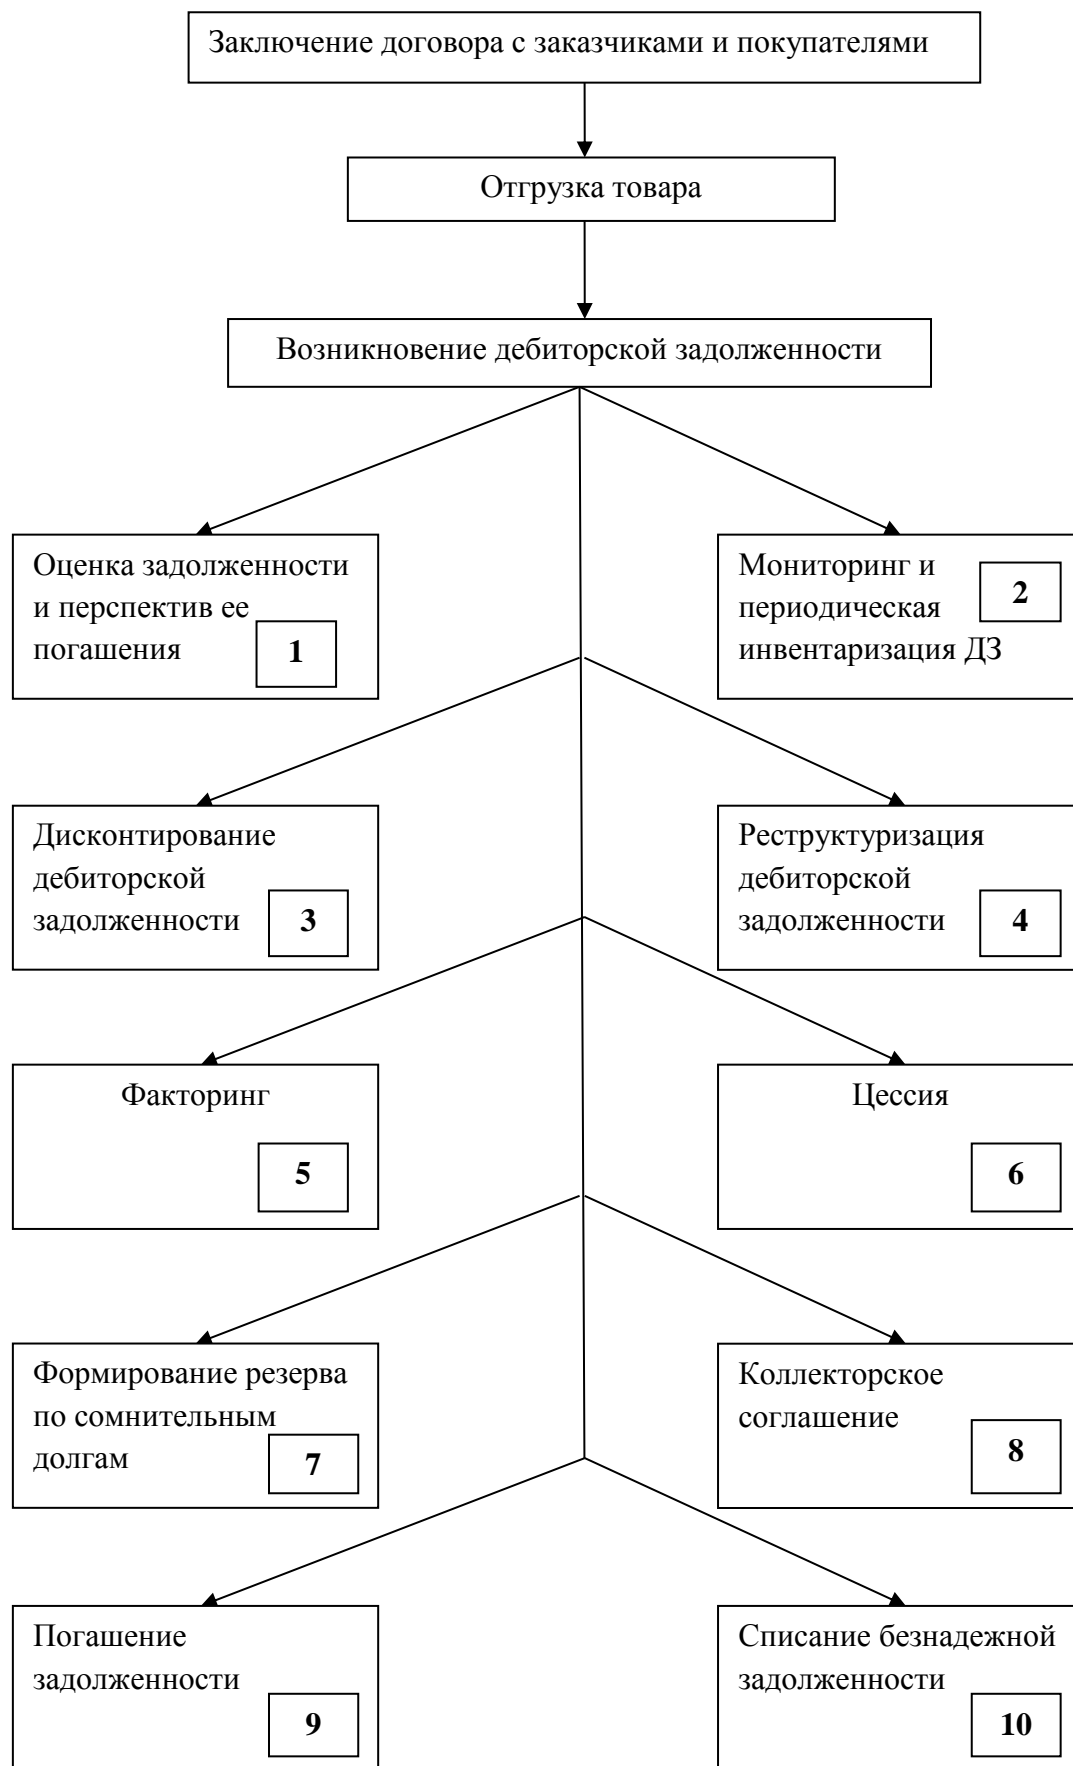 Заключение договора с заказчиками и покупателями
Отгрузка товара
Возникновение дебиторской задолженности
Оценка задолженности
и перспектив ее
погашения
1
Мониторинг и
периодическая
инвентаризация ДЗ
2
Дисконтирование
дебиторской
задолженности
3
Реструктуризация
дебиторской
задолженности
4
Факторинг
5
Цессия
6
Формирование резерва
по сомнительным
долгам
7
Коллекторское
соглашение
8
Погашение
задолженности
9
Списание безнадежной
задолженности
10